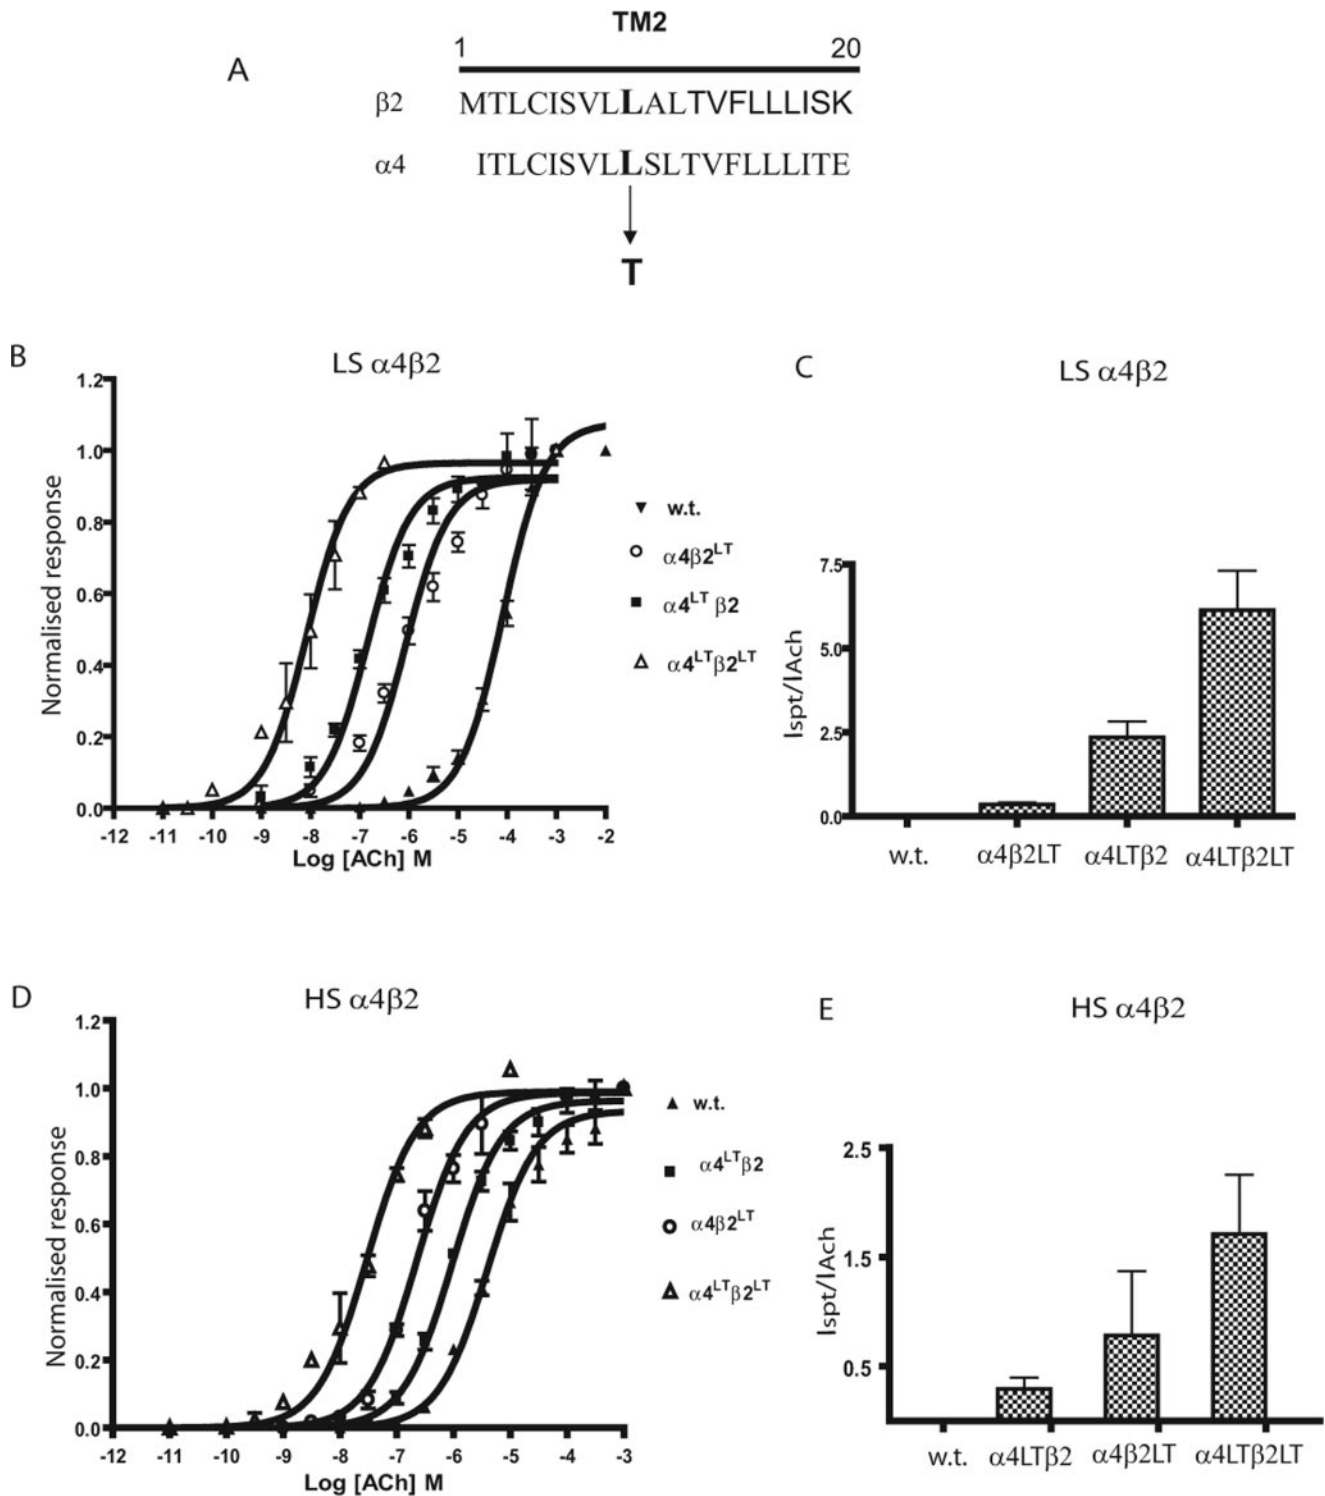 TM2
1 20
A
β2 MTLCISVLLALTVFLLLISK
α4 ITLCISVLLSLTVFLLLITE
T
B
LS α4β2
1.2
1.0
0.8
0.6
0.4
0.2
0.0
Normalised response
-12 -11 -10 -9 -8 -7 -6 -5 -4 -3 -2
Log [ACh] M
w.t.
α4β2LT
α4LT β2
α4LTβ2LT
C
LS α4β2
7.5
5.0
2.5
0.0
Ispt/IAch
w.t. α4β2LT α4LTβ2 α4LTβ2LT
D
HS α4β2
1.2
1.0
0.8
0.6
0.4
0.2
0.0
Normalised response
-12 -11 -10 -9 -8 -7 -6 -5 -4 -3
Log [ACh] M
w.t.
α4LTβ2
α4β2LT
α4LTβ2LT
E
HS α4β2
2.5
1.5
0.5
Ispt/IAch
w.t. α4LTβ2 α4β2LT α4LTβ2LT